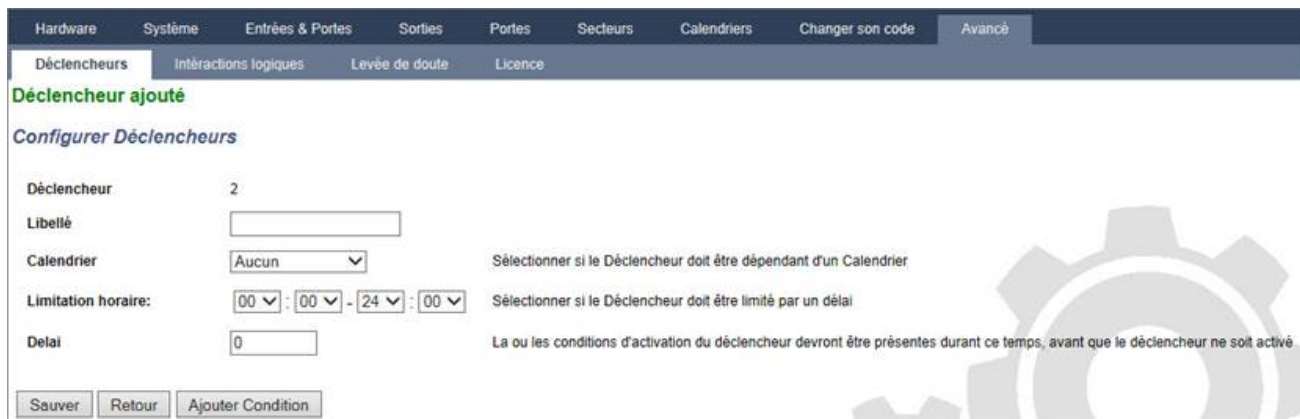 Hardware Système Entrées & Portes Sorties Portes Secteurs Calendriers Changer son code Avancé
Déclencheurs Intéractions logiques Levée de doute Licence
Déclencheur ajouté
Configurer Déclencheurs
Déclencheur 2
Libellé
Calendrier Aucun Sélectionner si le Déclencheur doit être dépendant d'un Calendrier
Limitation horaire: 00 : 00 - 24 : 00 Sélectionner si le Déclencheur doit être limité par un délai
Delai 0 La ou les conditions d'activation du déclencheur devront être présentes durant ce temps, avant que le déclencheur ne soit activé
Sauver Retour Ajouter Condition